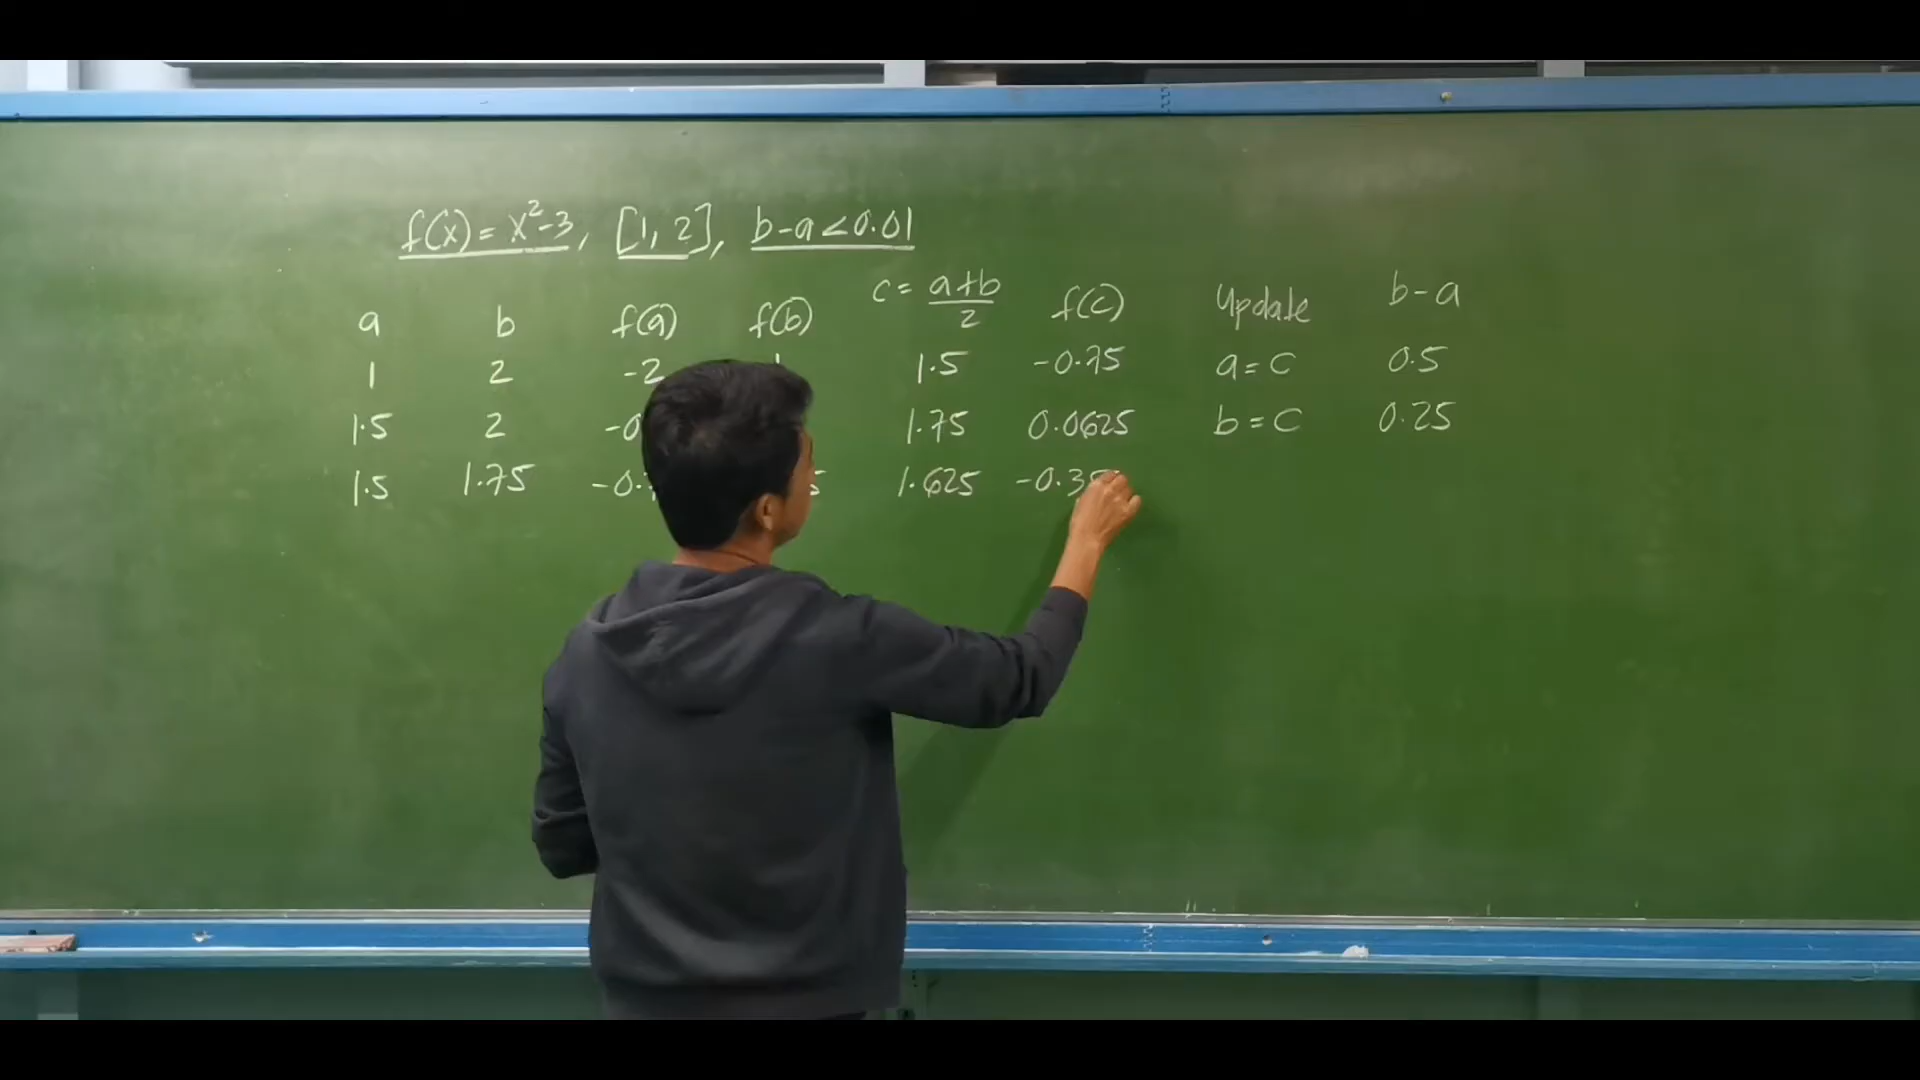 f(x) = x²-3, [1, 2], b-a<0.01
a b f(a) f(b) c = a+b/2 f(c) Update b-a
1 2 -2 1.5 -0.75 a=c 0.5
1.5 2 1.75 0.0625 b=c 0.25
1.5 1.75 1.625